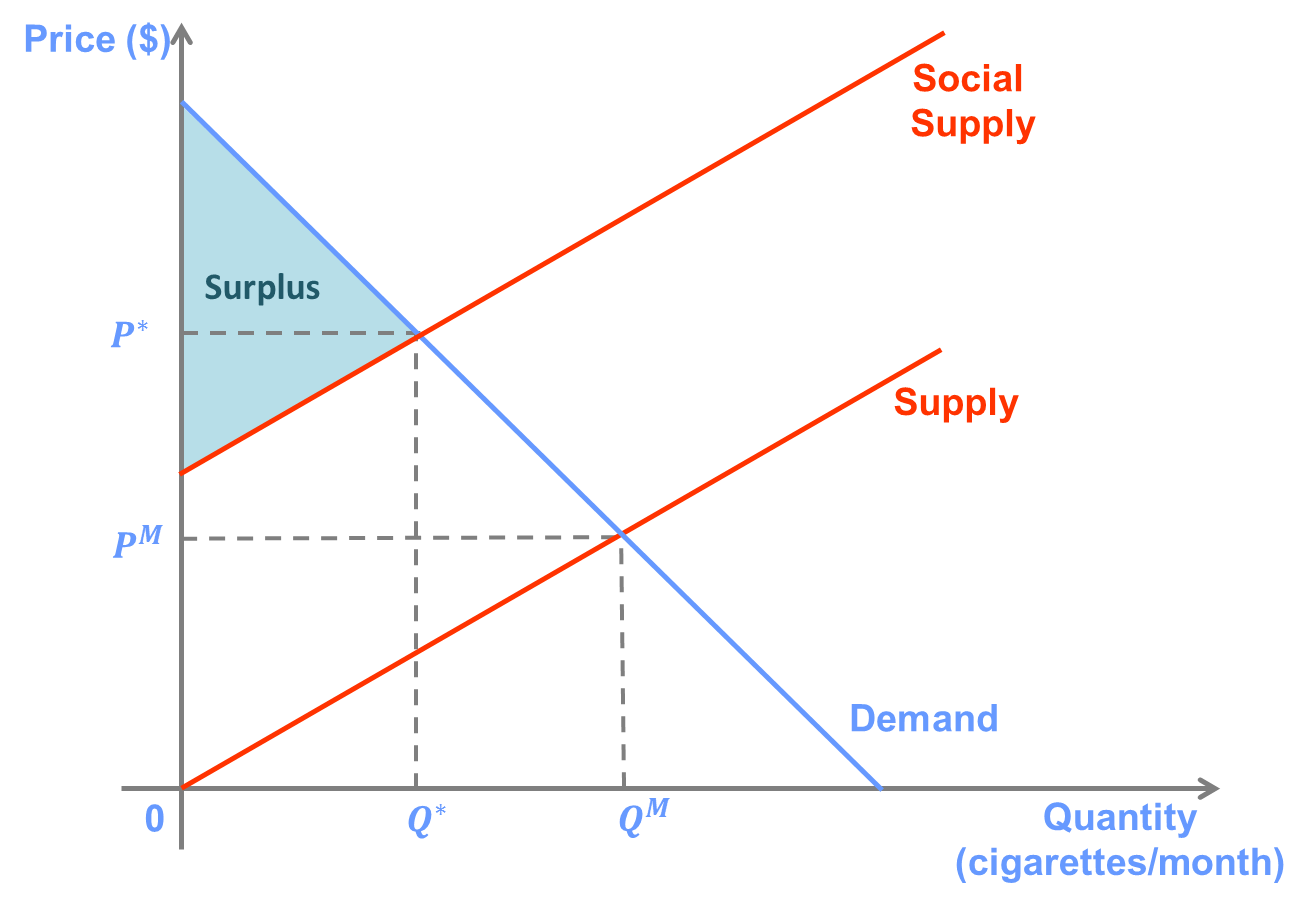 Price ($)
Social
Supply
Surplus
P*
Supply
P^M
Demand
0
Q*
Q^M
Quantity
(cigarettes/month)